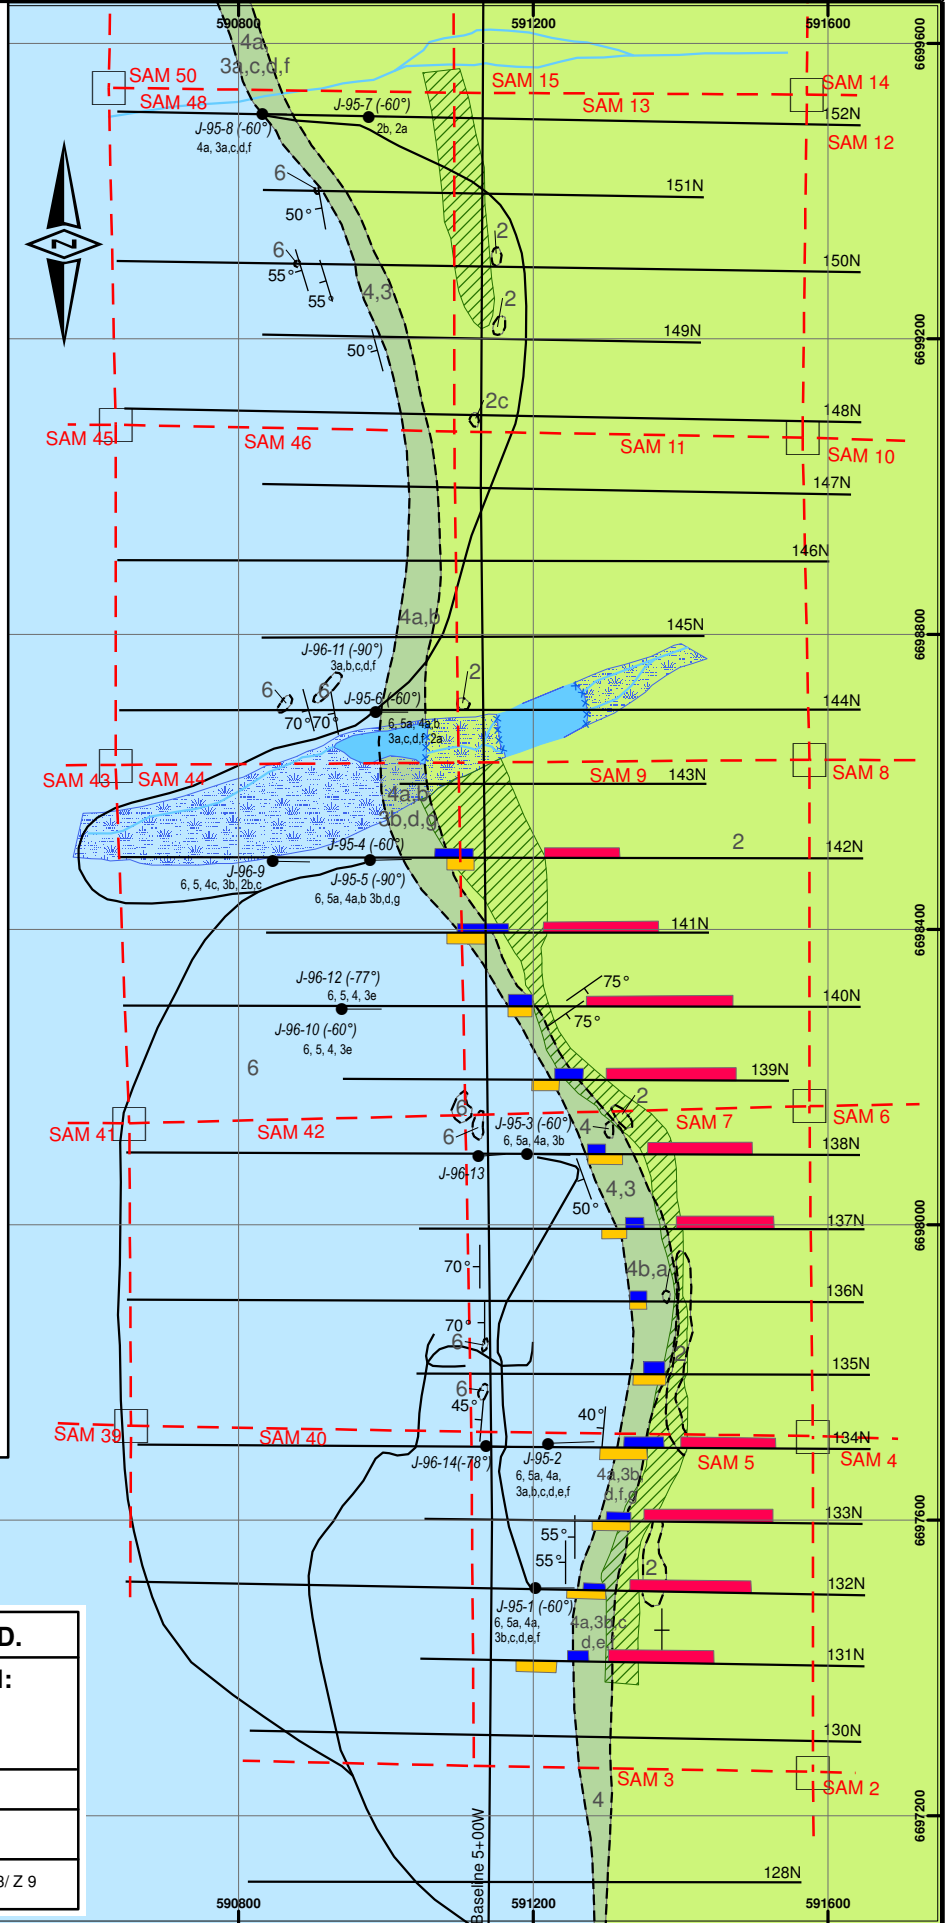 590800
591200
591600
6699600
4a
3a,c,d,f
SAM 50
SAM 15
SAM 14
SAM 48
SAM 13
J-95-7 (-60°)
152N
J-95-8 (-60°)
2b, 2a
SAM 12
4a, 3a,c,d,f
6
151N
50°
Z
2
6
150N
55°
4,3
55°
2
6699200
149N
50°
2c
148N
SAM 45
SAM 46
SAM 11
SAM 10
147N
146N
4a,b
145N
6698800
J-96-11 (-90°)
3a,b,c,d,f
6
6
2
J-95-6 (-60°)
144N
70°
70°
6, 5a, 4a,b
3a,c,d,f, 2a
SAM 43
SAM 44
SAM 9
SAM 8
143N
4a,b
3b,d,g
2
J-95-4 (-60°)
142N
J-96-9
J-95-5 (-90°)
6, 5, 4c, 3b, 2b,c
6, 5a, 4a,b 3b,d,g
141N
6698400
J-96-12 (-77°)
75°
6, 5, 4, 3e
140N
75°
J-96-10 (-60°)
6, 5, 4, 3e
6
139N
6
2
J-95-3 (-60°)
SAM 7
SAM 6
SAM 41
SAM 42
6
6, 5a, 4a, 3b
4
138N
J-96-13
4,3
50°
137N
6698000
70°
4b,a
136N
70°
6
2
135N
6
45°
40°
SAM 39
SAM 40
134N
J-96-14(-78°)
J-95-2
SAM 5
SAM 4
6, 5a, 4a,
3a,b,c,d,e,f
4a,3b
d,f,g
133N
6697600
55°
55°
2
132N
J-95-1 (-60°)
6, 5a, 4a,
3b,c,d,e,f
4a,3b,c
d,e
D.
131N
:
130N
SAM 3
SAM 2
4
6697200
Baseline 5+00W
3/ Z 9
128N
590800
591200
591600